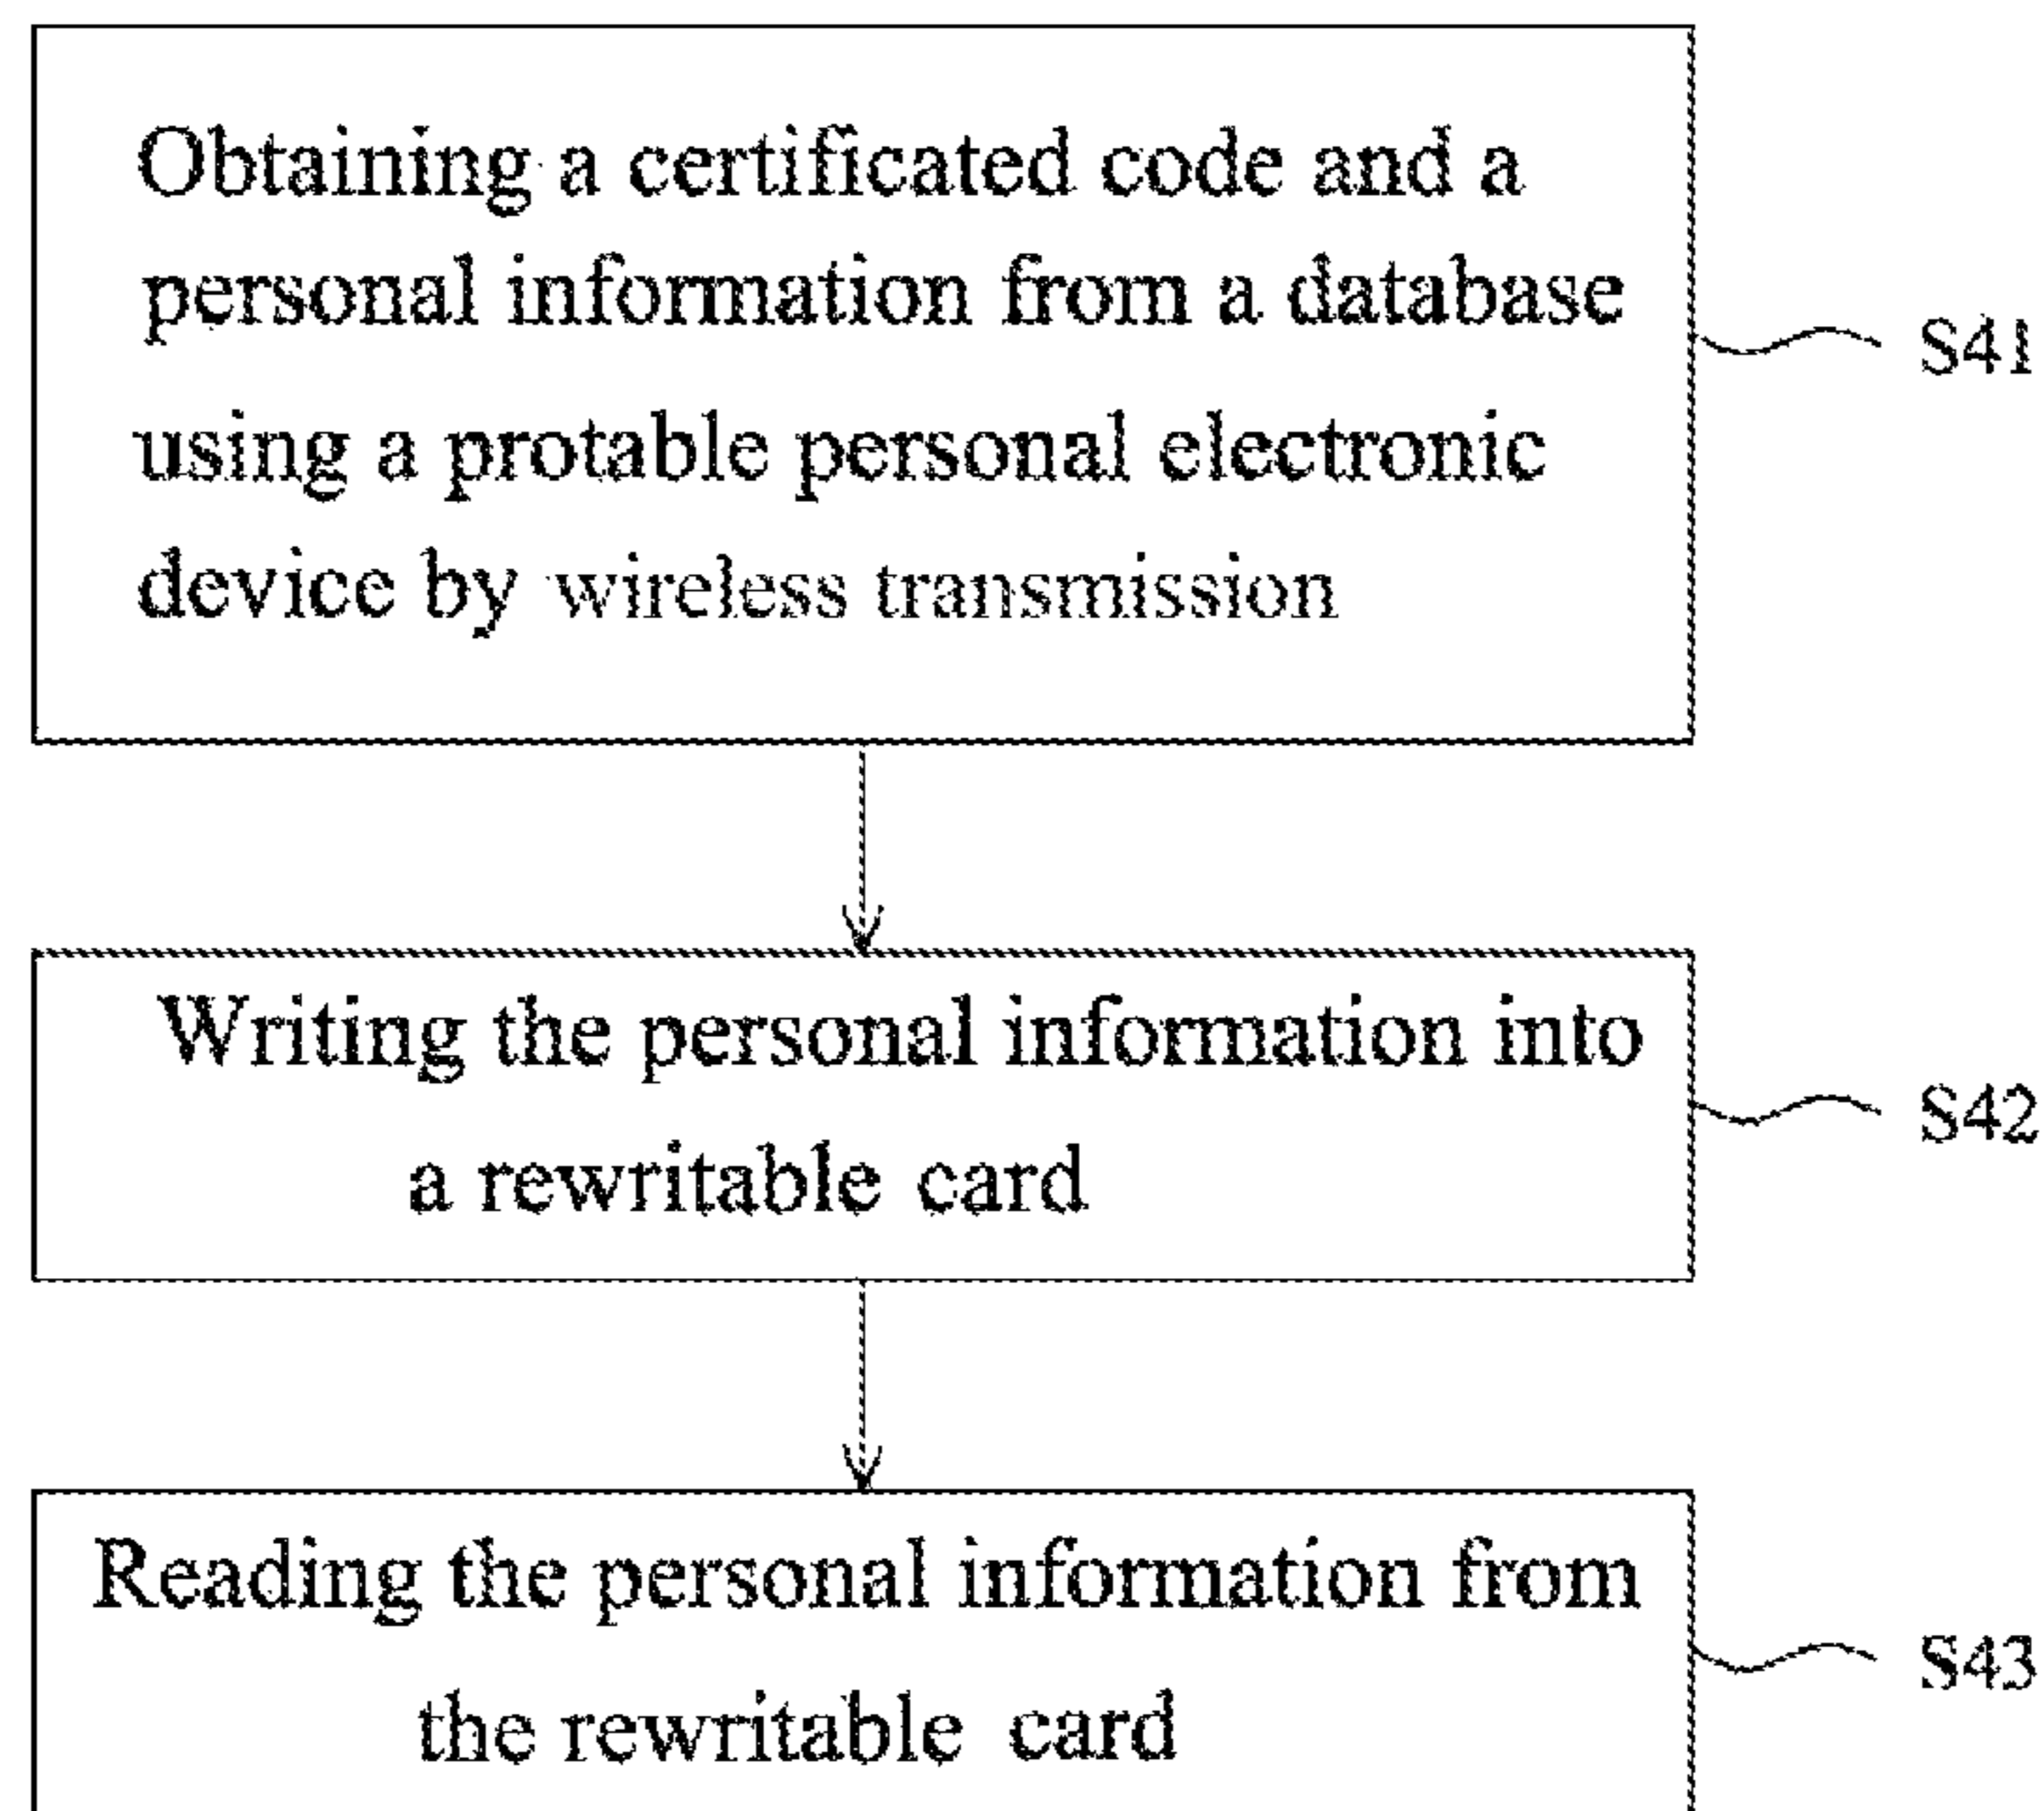 Obtaining a certificated code and a
personal information from a database
using a protable personal electronic
device by wireless transmission
S41
Writing the personal information into
a rewritable card
S42
Reading the personal information from
the rewritable card
S43